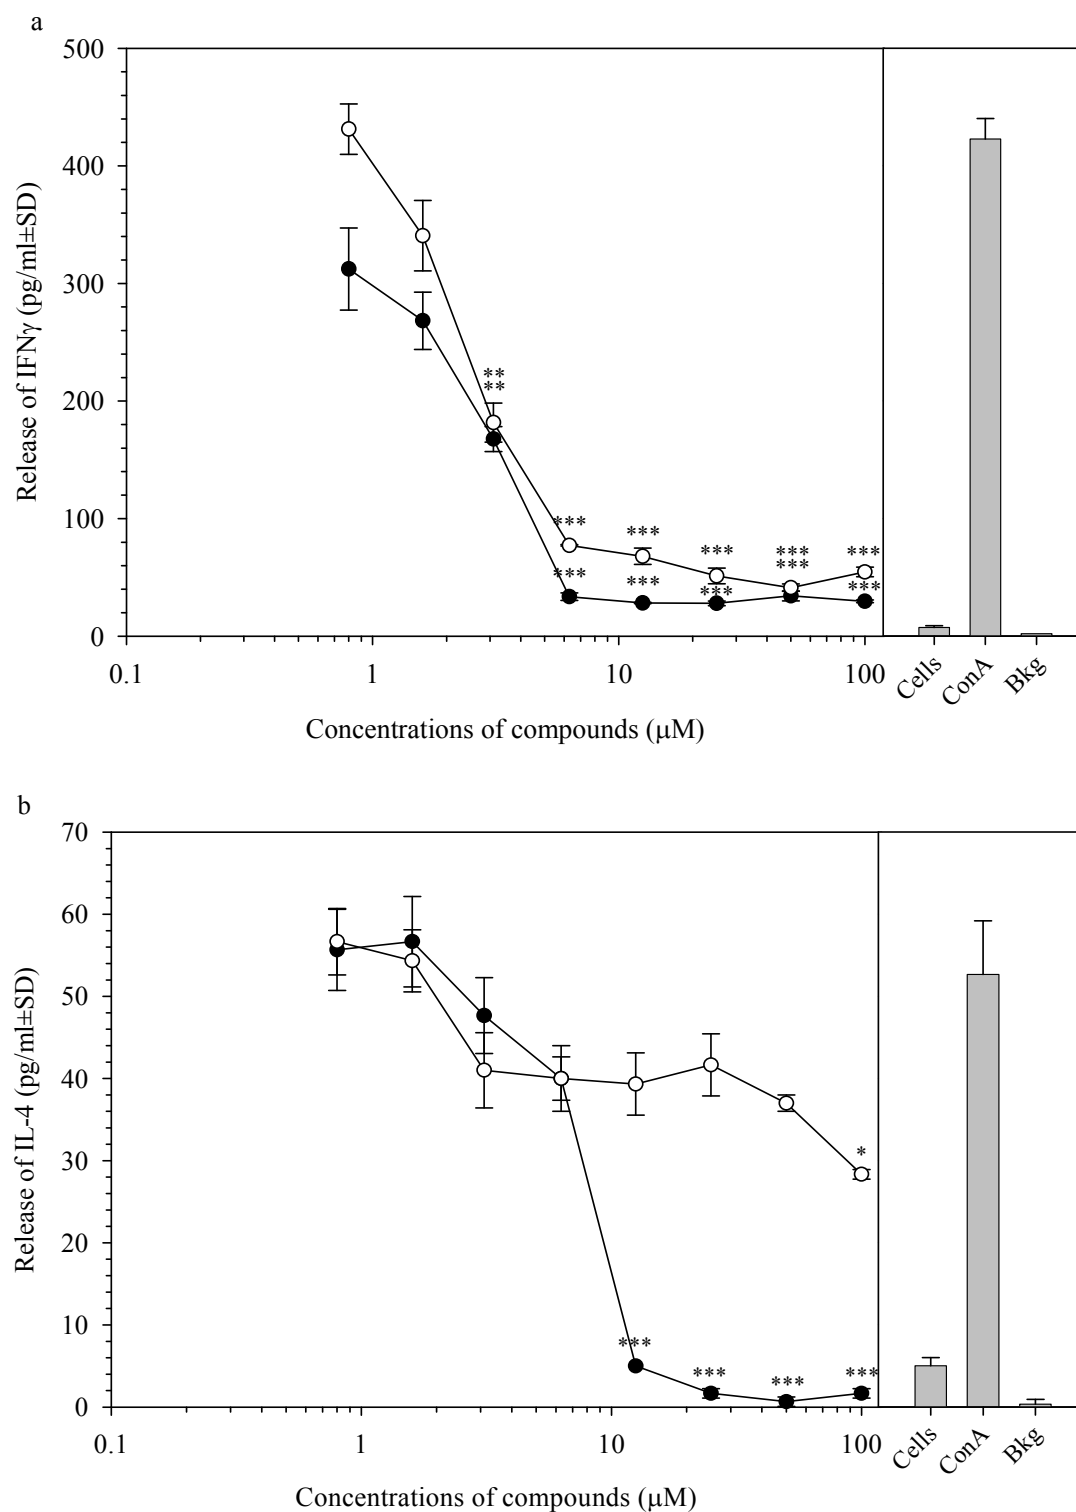 a
500
400
300
200
100
0
Release of IFNγ (pg/ml±SD)
**
**
*** *** *** *** ***
***
*** *** *** ***
0.1 1 10 100
Cells ConA Bkg
Concentrations of compounds (μM)
b
70
60
50
40
30
20
10
0
Release of IL-4 (pg/ml±SD)
*
*** *** *** ***
0.1 1 10 100
Cells ConA Bkg
Concentrations of compounds (μM)